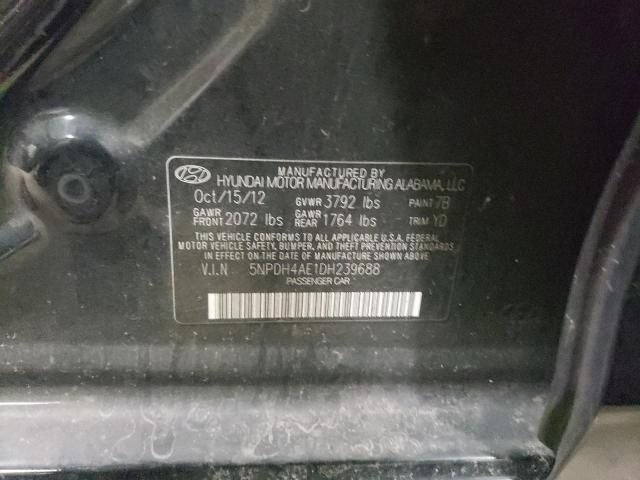 MANUFACTURED BY
HYUNDAI MOTOR MANUFACTURING ALABAMA, LLC
Oct/15/12 GVWR 3792 lbs PAINT 7B
GAWR FRONT 2072 lbs GAWR REAR 1764 lbs TRIM YD
THIS VEHICLE CONFORMS TO ALL APPLICABLE U.S.A. FEDERAL
MOTOR VEHICLE SAFETY, BUMPER, AND THEFT PREVENTION STANDARDS
IN EFFECT ON THE DATE OF MANUFACTURE SHOWN ABOVE.
V.I.N 5NPDH4AE1DH239688
PASSENGER CAR